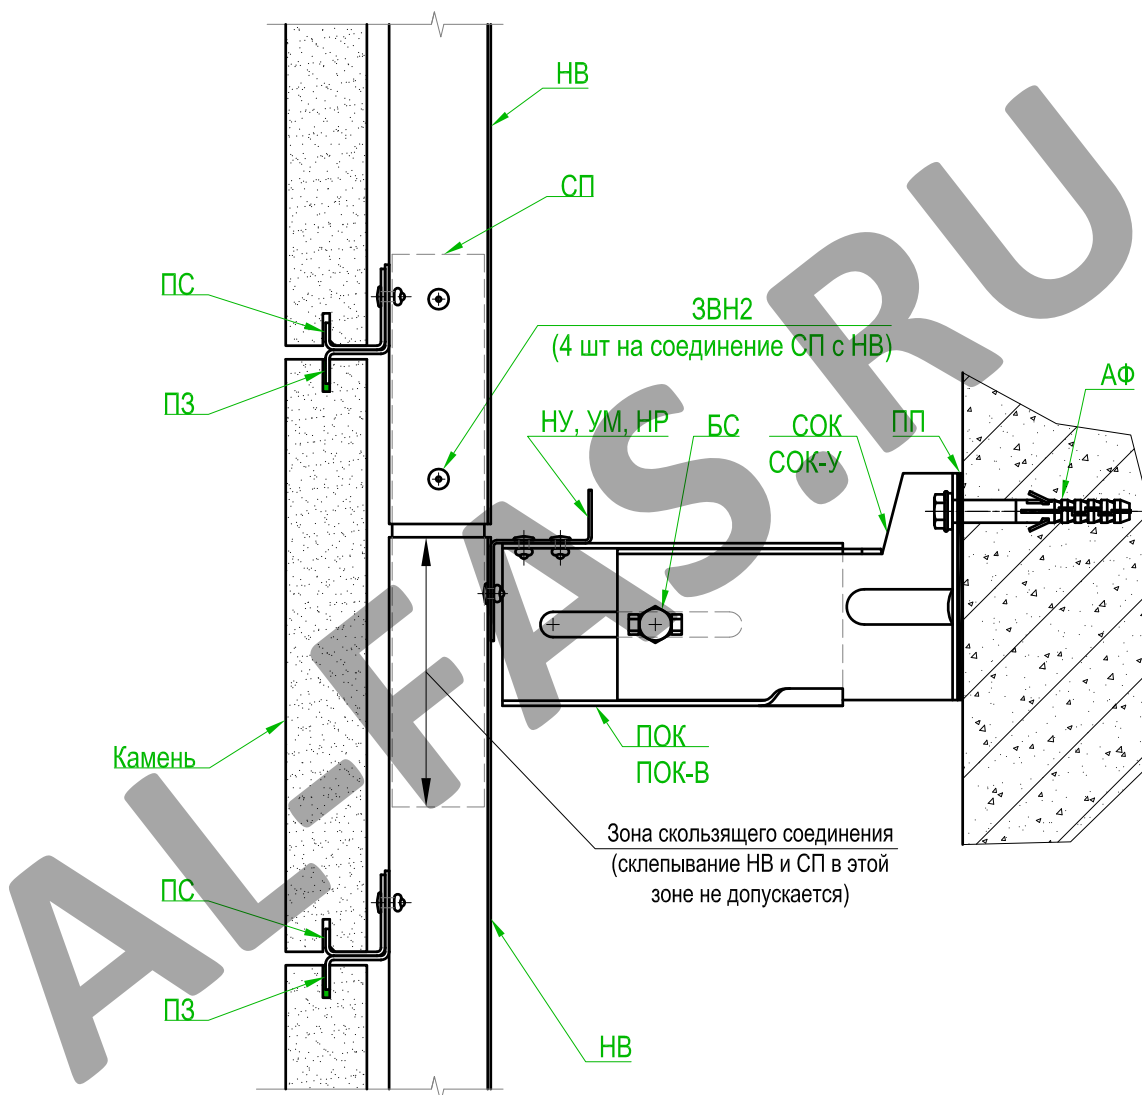 НВ
СП
ПС
ЗВН2
(4 шт на соединение СП с НВ)
ПЗ
АФ
НУ, УМ, НР
БС
СОК
СОК-У
ПП
ПОК
ПОК-В
Камень
Зона скользящего соединения
(склепывание НВ и СП в этой
зоне не допускается)
ПС
ПЗ
НВ
AL-FAS.RU